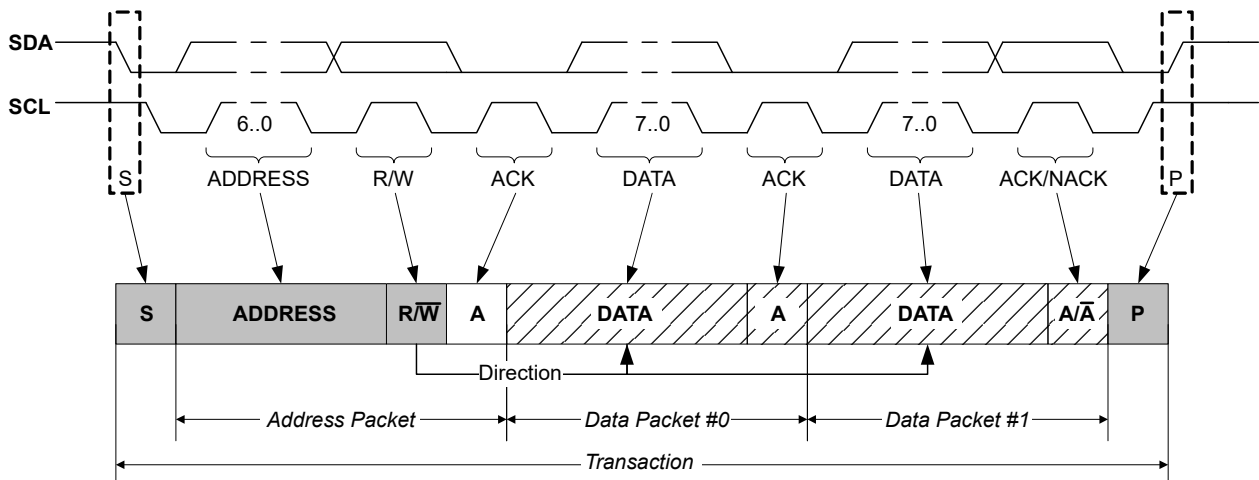 SDA
SCL
6..0
7..0
7..0
S
ADDRESS
R/W
ACK
DATA
ACK
DATA
ACK/NACK
P
S
ADDRESS
R/W̅
A
DATA
A
DATA
A/A̅
P
Direction
Address Packet
Data Packet #0
Data Packet #1
Transaction